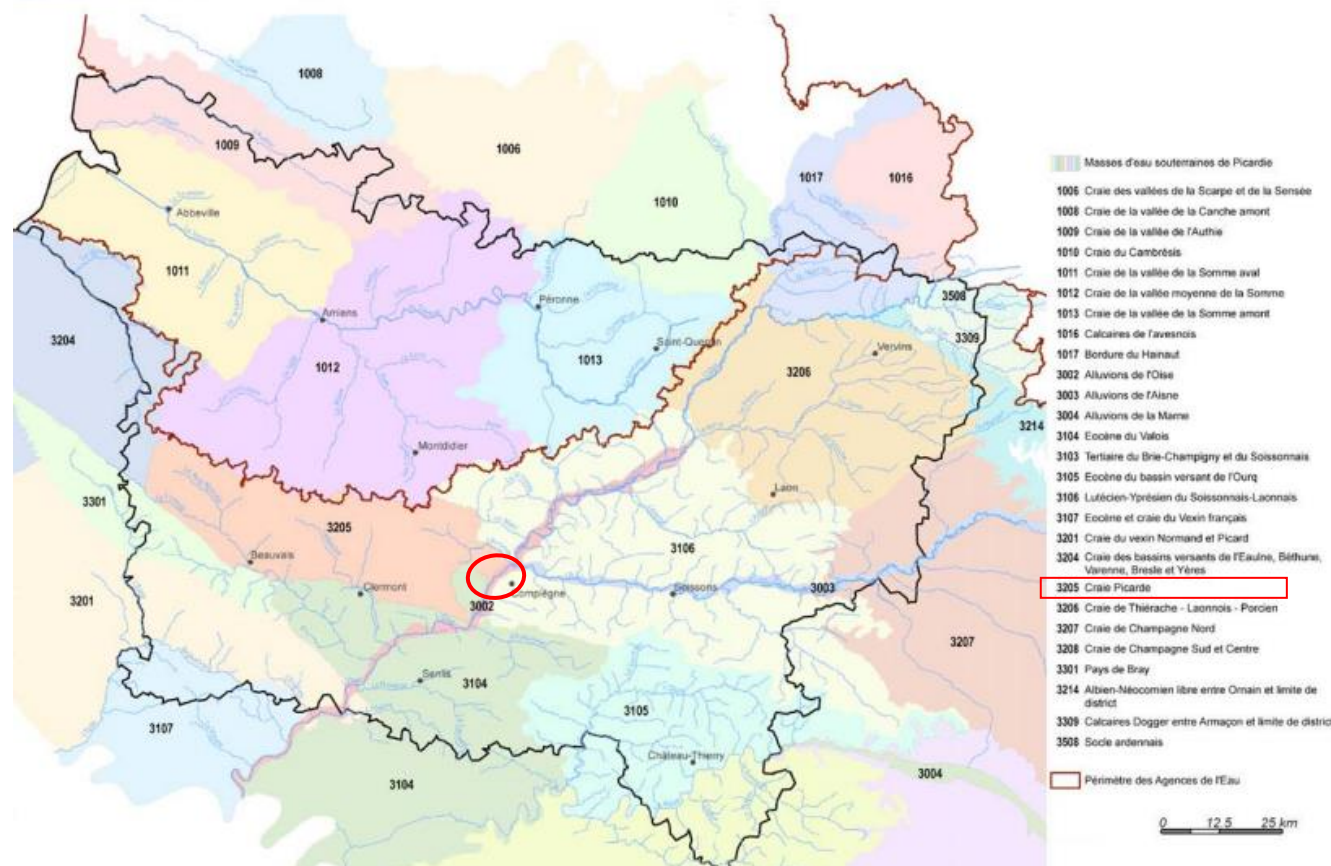 1008
1009
1006
1010
1017
1016
Abbeville
1011
Amiens
Péronne
3508
3309
3204
1012
1013
Saint-Quentin
Vervins
3206
Montdidier
3214
Laon
3301
3205
3106
Beauvais
Clermont
3002
Compiègne
Soissons
3003
3201
3207
Senlis
3104
3107
3105
Château-Thierry
3104
3004
Masses d'eau souterraines de Picardie
1006 Craie des vallées de la Scarpe et de la Sensée
1008 Craie de la vallée de la Canche amont
1009 Craie de la vallée de l'Authie
1010 Craie du Cambrésis
1011 Craie de la vallée de la Somme aval
1012 Craie de la vallée moyenne de la Somme
1013 Craie de la vallée de la Somme amont
1016 Calcaires de l'avesnois
1017 Bordure du Hainaut
3002 Alluvions de l'Oise
3003 Alluvions de l'Aisne
3004 Alluvions de la Marne
3104 Eocène du Valois
3103 Tertiaire du Brie-Champigny et du Soissonnais
3105 Eocène du bassin versant de l'Ourq
3106 Lutécien-Yprésien du Soissonnais-Laonnais
3107 Eocène et craie du Vexin français
3201 Craie du vexin Normand et Picard
3204 Craie des bassins versants de l'Eaulne, Béthune,
Varenne, Bresle et Yères
3205 Craie Picarde
3206 Craie de Thiérache - Laonnois - Porcien
3207 Craie de Champagne Nord
3208 Craie de Champagne Sud et Centre
3301 Pays de Bray
3214 Albien-Néocomien libre entre Ornain et limite de
district
3309 Calcaires Dogger entre Armaçon et limite de district
3508 Socle ardennais
Périmètre des Agences de l'Eau
0 12,5 25 km